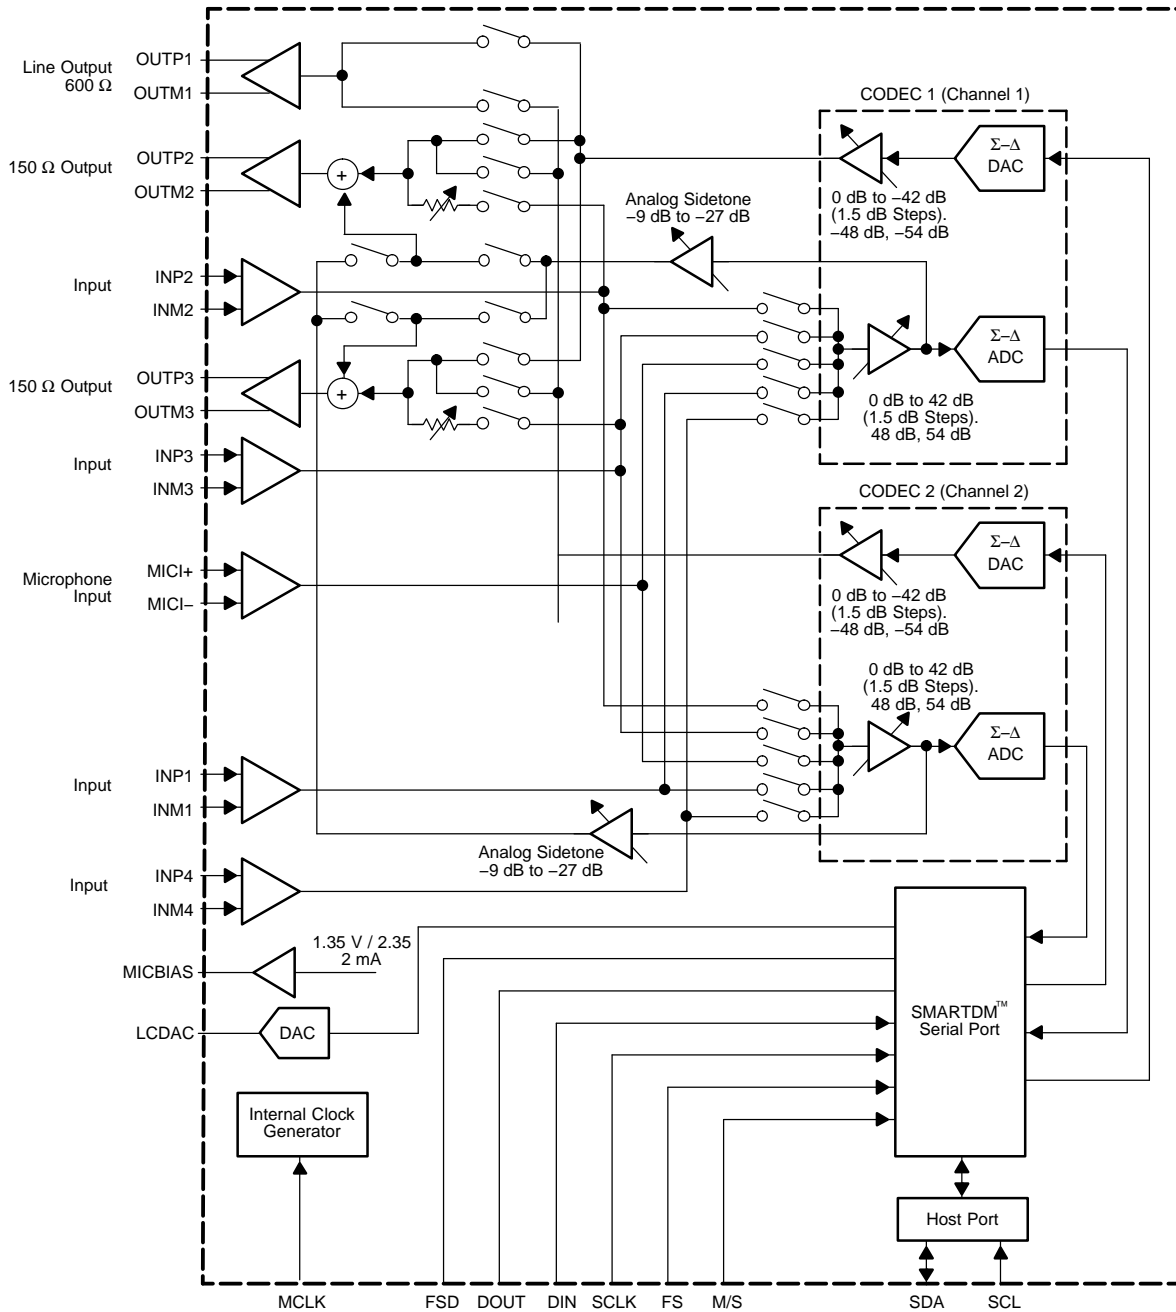 Line Output
600 Ω
OUTP1
OUTM1
CODEC 1 (Channel 1)
150 Ω Output
OUTP2
OUTM2
+
Σ–Δ
DAC
0 dB to –42 dB
(1.5 dB Steps).
–48 dB, –54 dB
Analog Sidetone
–9 dB to –27 dB
Input
INP2
INM2
Σ–Δ
ADC
0 dB to 42 dB
(1.5 dB Steps).
48 dB, 54 dB
150 Ω Output
OUTP3
OUTM3
+
Input
INP3
INM3
CODEC 2 (Channel 2)
Σ–Δ
DAC
0 dB to –42 dB
(1.5 dB Steps).
–48 dB, –54 dB
Microphone
Input
MICI+
MICI–
0 dB to 42 dB
(1.5 dB Steps).
48 dB, 54 dB
Σ–Δ
ADC
Input
INP1
INM1
Analog Sidetone
–9 dB to –27 dB
Input
INP4
INM4
1.35 V / 2.35
2 mA
MICBIAS
LCDAC
DAC
SMARTDM™
Serial Port
Internal Clock
Generator
Host Port
MCLK
FSD
DOUT
DIN
SCLK
FS
M/S
SDA
SCL